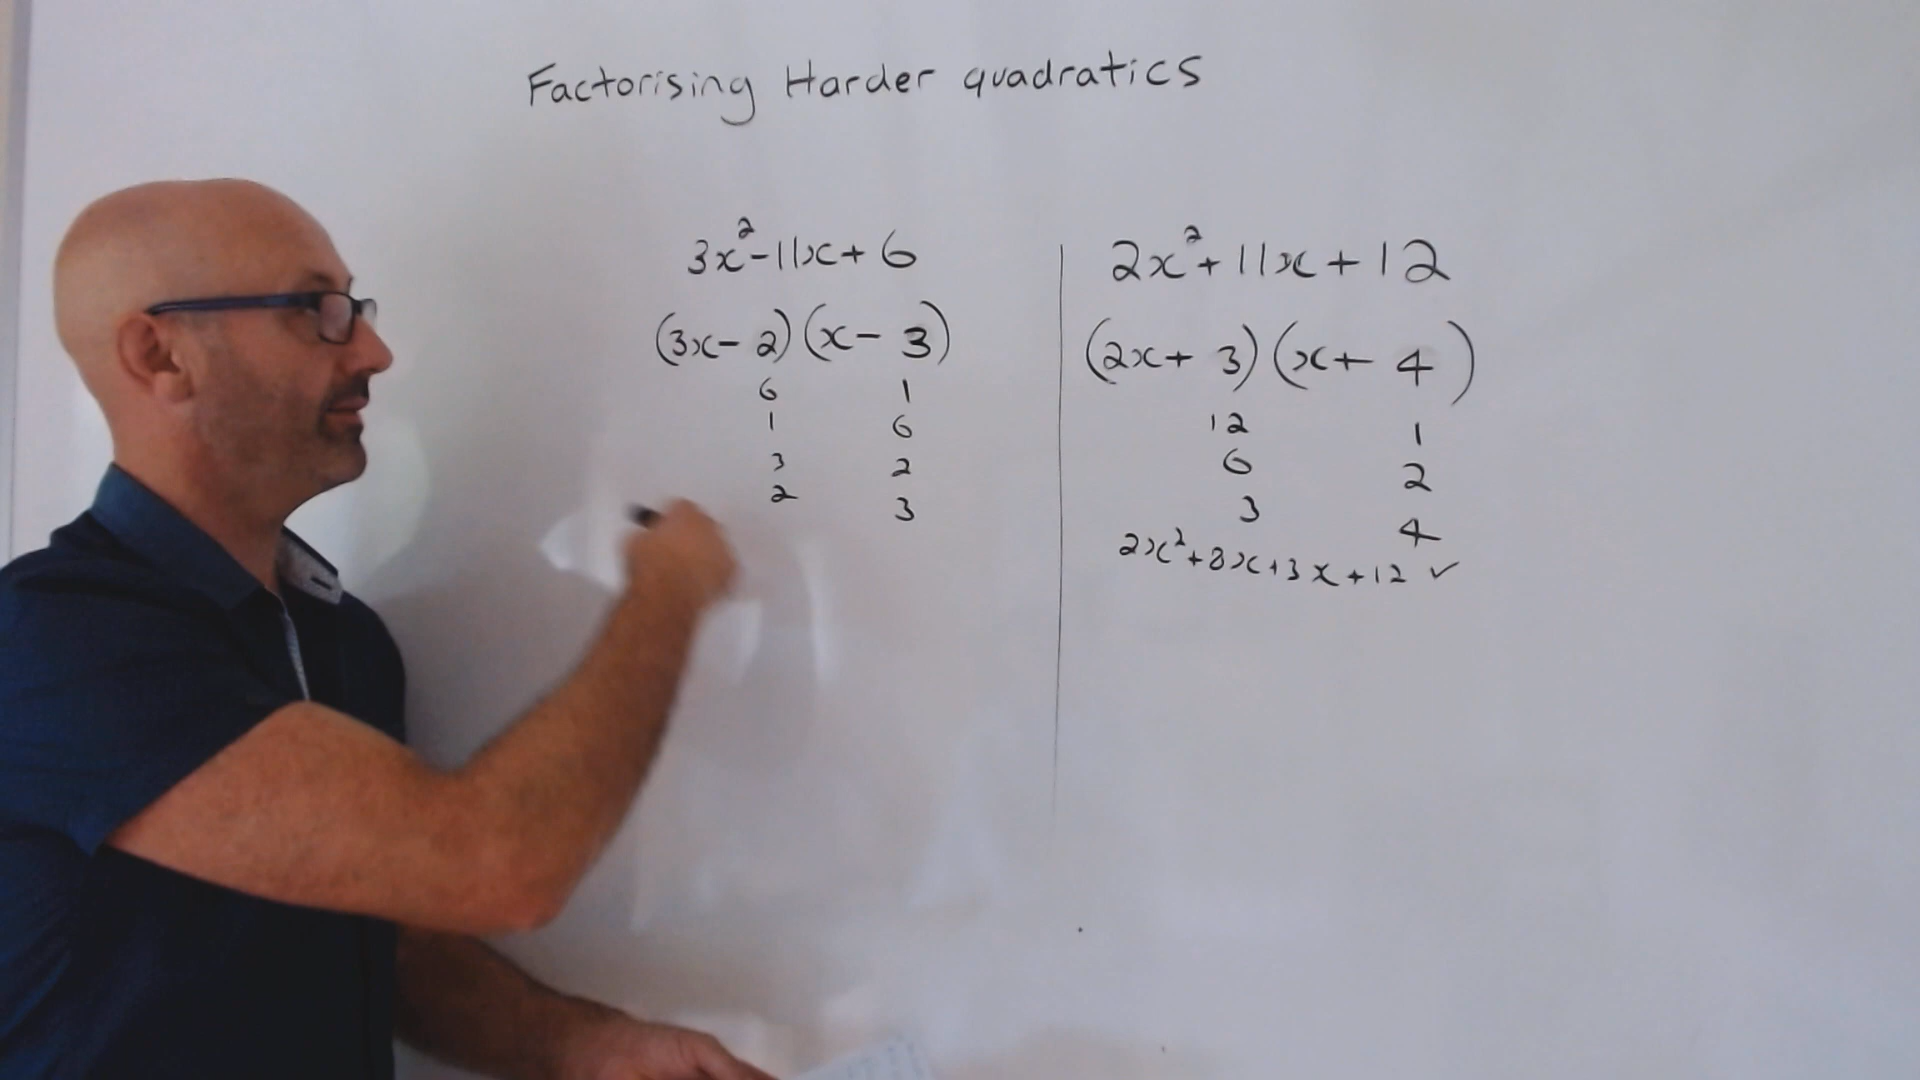 Factorising Harder quadratics
3x²-11x+6
(3x-2)(x-3)
6 1
1 6
3 2
2 3
2x²+11x+12
(2x+3)(x+4)
12 1
6 2
3 4
2x²+8x+3x+12 ✓